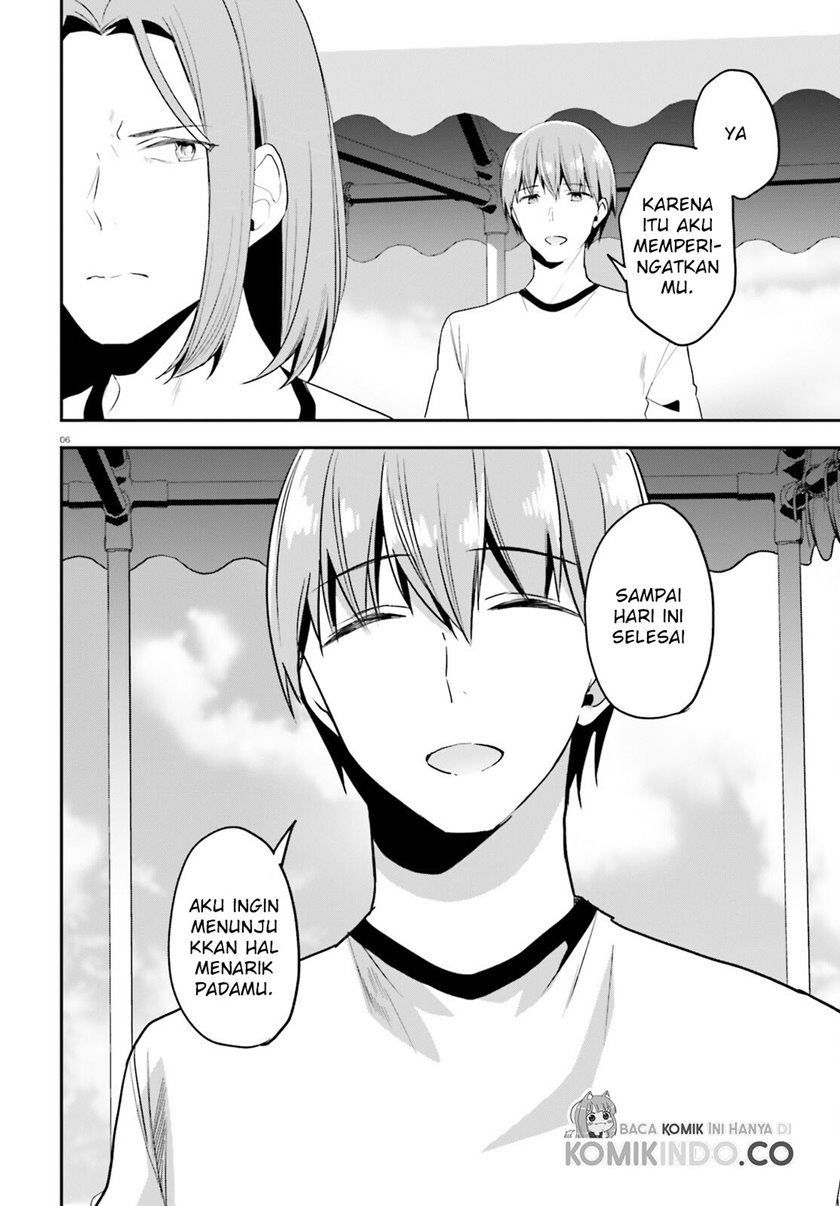 YA
KARENA
ITU AKU
MEMPERI-
NGATKAN
MU.
06
SAMPAI
HARI INI
SELESAI
AKU INGIN
MENUNJU
KKAN HAL
MENARIK
PADAMU.
BACA KOMIK INI HANYA DI
KOMIKINDO.CO